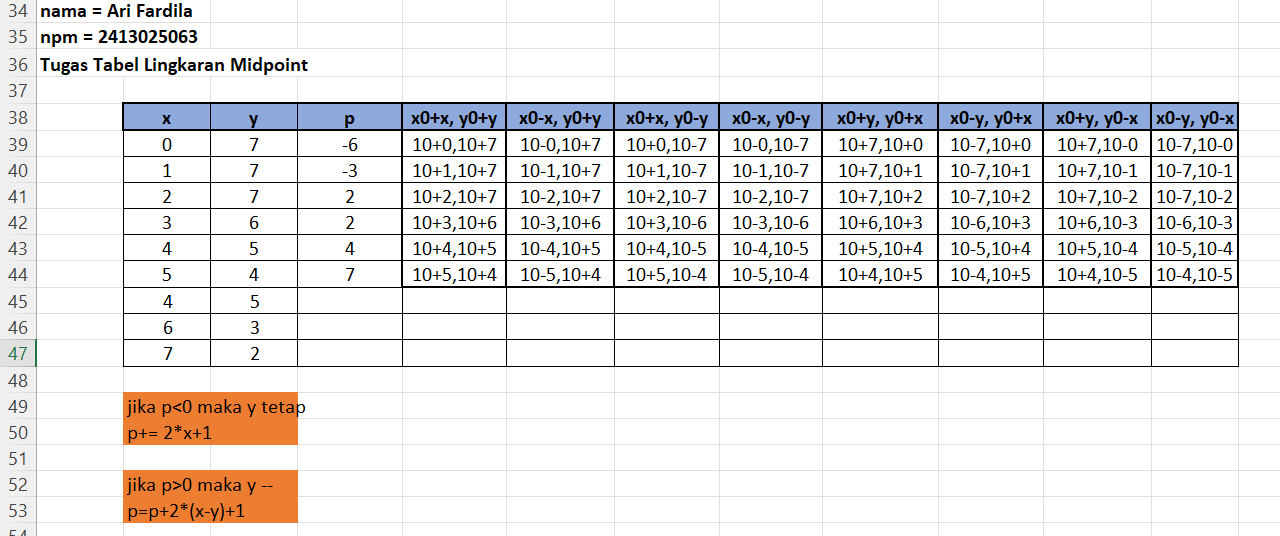 34 nama = Ari Fardila
35 npm = 2413025063
36 Tugas Tabel Lingkaran Midpoint
37
38 x y p x0+x, y0+y x0-x, y0+y x0+x, y0-y x0-x, y0-y x0+y, y0+x x0-y, y0+x x0+y, y0-x x0-y, y0-x
39 0 7 -6 10+0,10+7 10-0,10+7 10+0,10-7 10-0,10-7 10+7,10+0 10-7,10+0 10+7,10-0 10-7,10-0
40 1 7 -3 10+1,10+7 10-1,10+7 10+1,10-7 10-1,10-7 10+7,10+1 10-7,10+1 10+7,10-1 10-7,10-1
41 2 7 2 10+2,10+7 10-2,10+7 10+2,10-7 10-2,10-7 10+7,10+2 10-7,10+2 10+7,10-2 10-7,10-2
42 3 6 2 10+3,10+6 10-3,10+6 10+3,10-6 10-3,10-6 10+6,10+3 10-6,10+3 10+6,10-3 10-6,10-3
43 4 5 4 10+4,10+5 10-4,10+5 10+4,10-5 10-4,10-5 10+5,10+4 10-5,10+4 10+5,10-4 10-5,10-4
44 5 4 7 10+5,10+4 10-5,10+4 10+5,10-4 10-5,10-4 10+4,10+5 10-4,10+5 10+4,10-5 10-4,10-5
45 4 5
46 6 3
47 7 2
48
49 jika p<0 maka y tetap
50 p+= 2*x+1
51
52 jika p>0 maka y --
53 p=p+2*(x-y)+1
54